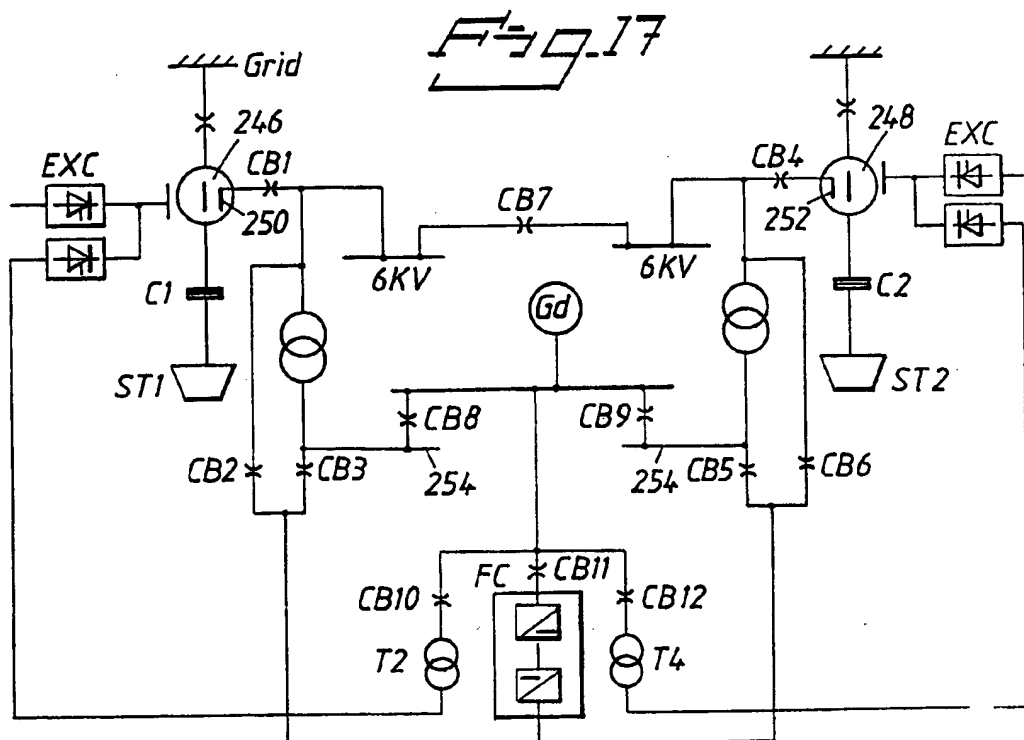 Fig. 17
Grid
246
248
EXC
CB1
CB4
EXC
250
CB7
252
6KV
6KV
C1
Gd
C2
ST1
ST2
CB8
CB9
CB2
CB3
254
254
CB5
CB6
FC
CB11
CB10
CB12
T2
T4